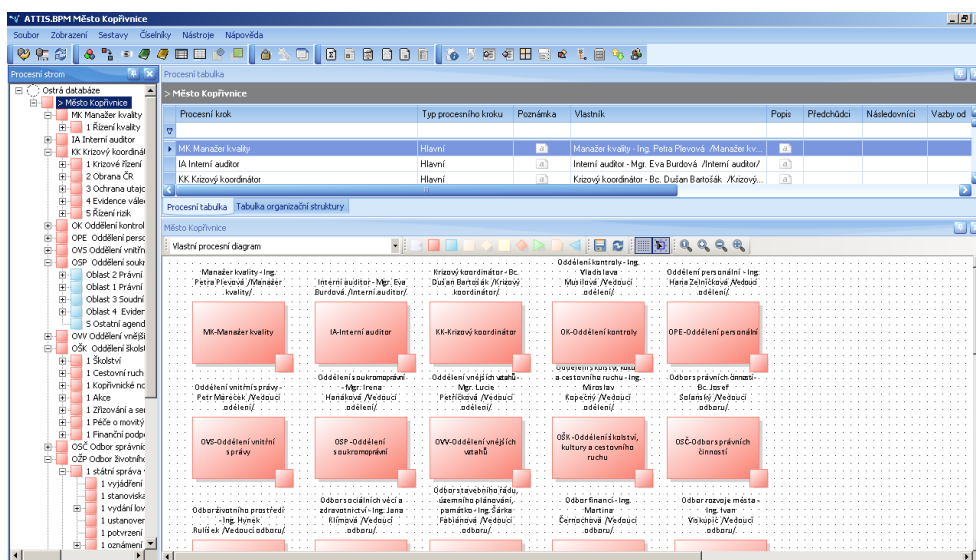 ATTIS.BPM Město Kopřivnice
Soubor Zobrazení Sestavy Číselníky Nástroje Nápověda
Procesní strom
Ostrá databáze
> Město Kopřivnice
MK Manažer kvality
1 Řízení kvality
IA Interní auditor
KK Krizový koordinát
1 Krizové řízení
2 Obrana ČR
3 Ochrana utajo
4 Evidence vále
5 Řízení rizik
OK Oddělení kontrol
OPE Oddělení perso
OVS Oddělení vnitřn
OSP Oddělení soukr
Oblast 2 Právní
Oblast 1 Právní
Oblast 3 Soudní
Oblast 4 Eviden
5 Ostatní agend
OVV Oddělení vnější
OŠK Oddělení škols
1 Školství
1 Cestovní ruch
1 Kopřivnické no
1 Akce
1 Zřizování a se
1 Péče o movitý
1 Finanční podp
OSČ Odbor správníc
OŽP Odbor životního
1 státní správa
1 vyjádření
1 stanoviska
1 vydání lov
1 ustanover
1 potvrzení
1 oznámení
Procesní tabulka
> Město Kopřivnice
Procesní krok Typ procesního kroku Poznámka Vlastník Popis Předchůdci Následovníci Vazby od
MK Manažer kvality Hlavní a Manažer kvality - Ing. Petra Plevová /Manažer kv... a
IA Interní auditor Hlavní a Interní auditor - Mgr. Eva Burdová /Interní auditor/ a
KK Krizový koordinátor Hlavní a Krizový koordinátor - Bc. Dušan Bartošák /Krizový... a
Procesní tabulka Tabulka organizační struktury
Město Kopřivnice
Vlastní procesní diagram
Manažer kvality - Ing.
Petra Plevová /Manažer
kvality/
Interní auditor - Mgr. Eva
Burdová /Interní auditor/
Krizový koordinátor - Bc.
Dušan Bartošák /Krizový
koordinátor/
Oddělení kontroly - Ing.
Vladislava
Musilová /Vedoucí
oddělení/
Oddělení personální - Ing.
Hana Zelníčková /Vedoucí
oddělení/
MK-Manažer kvality
IA-Interní auditor
KK-Krizový koordinátor
OK-Oddělení kontroly
OPE-Oddělení personální
Oddělení vnitřní správy -
Petr Mareček /Vedoucí
oddělení/
Oddělení soukromoprávní
- Mgr. Irena
Hanáková /Vedoucí
oddělení/
Oddělení vnějších vztahů -
Mgr. Lucie
Petříčková /Vedoucí
oddělení/
a cestovního ruchu - Ing.
Miroslav
Kopečný /Vedoucí
oddělení/
Odbor správních činností -
Bc. Josef
Solanský /Vedoucí
odboru/
OVS-Oddělení vnitřní
správy
OSP -Oddělení
soukromoprávní
OVV-Oddělení vnějších
vztahů
OŠK -Oddělení školství,
kultury a cestovního
ruchu
OSČ-Odbor správních
činností
Odbor životního prostředí
- Ing. Hynek
Rulíšek /Vedoucí odboru/
Odbor sociálních věcí a
zdravotnictví - Ing. Jana
Klímová /Vedoucí
odboru/
Odbor stavebního řádu,
územního plánování,
památko - Ing. Šárka
Fabiánová /Vedoucí
odboru/
Odbor financí - Ing.
Martina
Černochová /Vedoucí
odboru/
Odbor rozvoje města -
Ing. Ivan
Viskupič /Vedoucí
odboru/